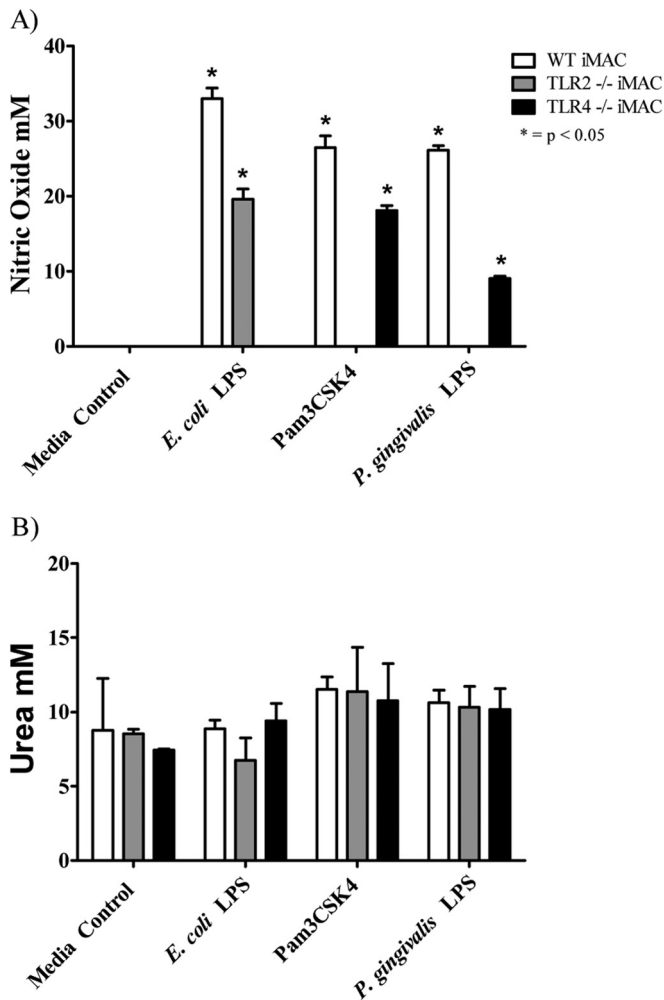 A)
Nitric Oxide mM
40
30
20
10
0
*
*
*
*
*
*
WT iMAC
TLR2 -/- iMAC
TLR4 -/- iMAC
* = p < 0.05
Media Control
E. coli LPS
Pam3CSK4
P. gingivalis LPS
B)
Urea mM
20
15
10
5
0
Media Control
E. coli LPS
Pam3CSK4
P. gingivalis LPS